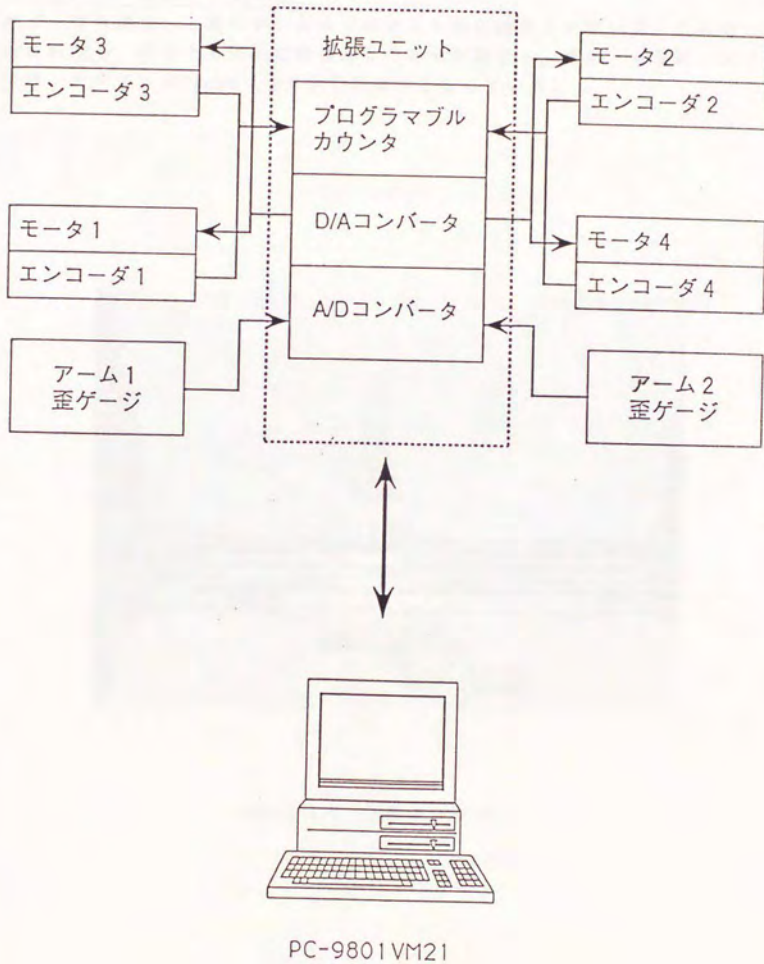 モータ3
エンコーダ3
モータ1
エンコーダ1
アーム1
歪ゲージ
拡張ユニット
プログラマブル
カウンタ
D/Aコンバータ
A/Dコンバータ
モータ2
エンコーダ2
モータ4
エンコーダ4
アーム2
歪ゲージ
PC-9801VM21